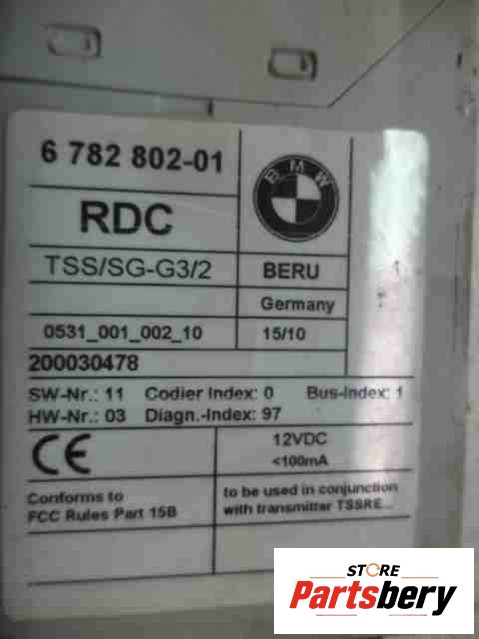 6 782 802-01
BMW
RDC
TSS/SG-G3/2
BERU
Germany
0531_001_002_10
15/10
200030478
SW-Nr.: 11 Codier Index: 0 Bus-Index: 1
HW-Nr.: 03 Diagn.-Index: 97
CE
12VDC
<100mA
Conforms to
FCC Rules Part 15B
to be used in conjunction
with transmitter TSSRE...
STORE
Partsbery